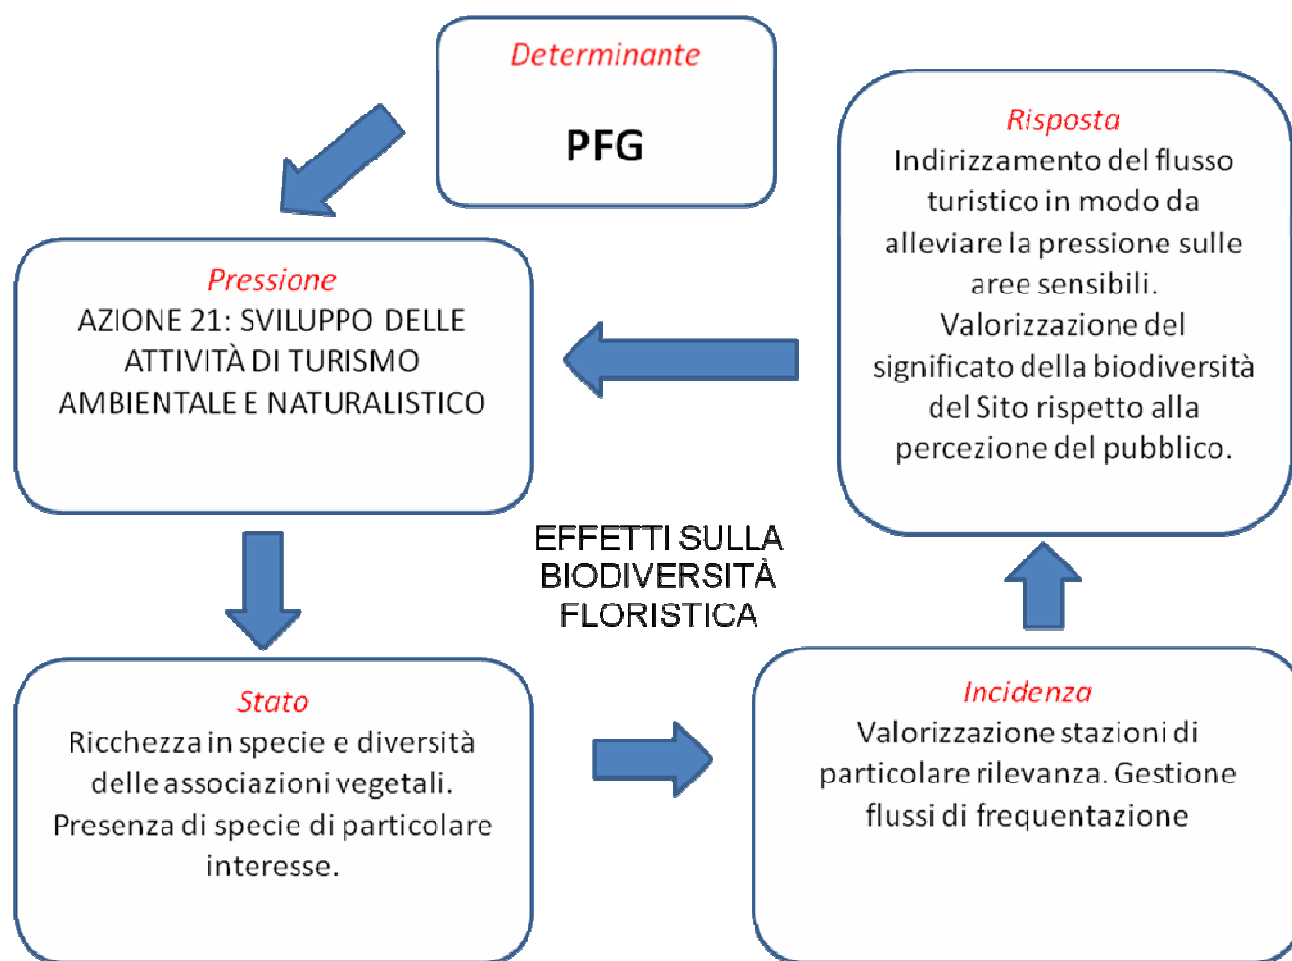 Determinante
PFG
Risposta
Indirizzamento del flusso
turistico in modo da
alleviare la pressione sulle
aree sensibili.
Valorizzazione del
significato della biodiversità
del Sito rispetto alla
percezione del pubblico.
Pressione
AZIONE 21: SVILUPPO DELLE
ATTIVITÀ DI TURISMO
AMBIENTALE E NATURALISTICO
EFFETTI SULLA
BIODIVERSITÀ
FLORISTICA
Stato
Ricchezza in specie e diversità
delle associazioni vegetali.
Presenza di specie di particolare
interesse.
Incidenza
Valorizzazione stazioni di
particolare rilevanza. Gestione
flussi di frequentazione